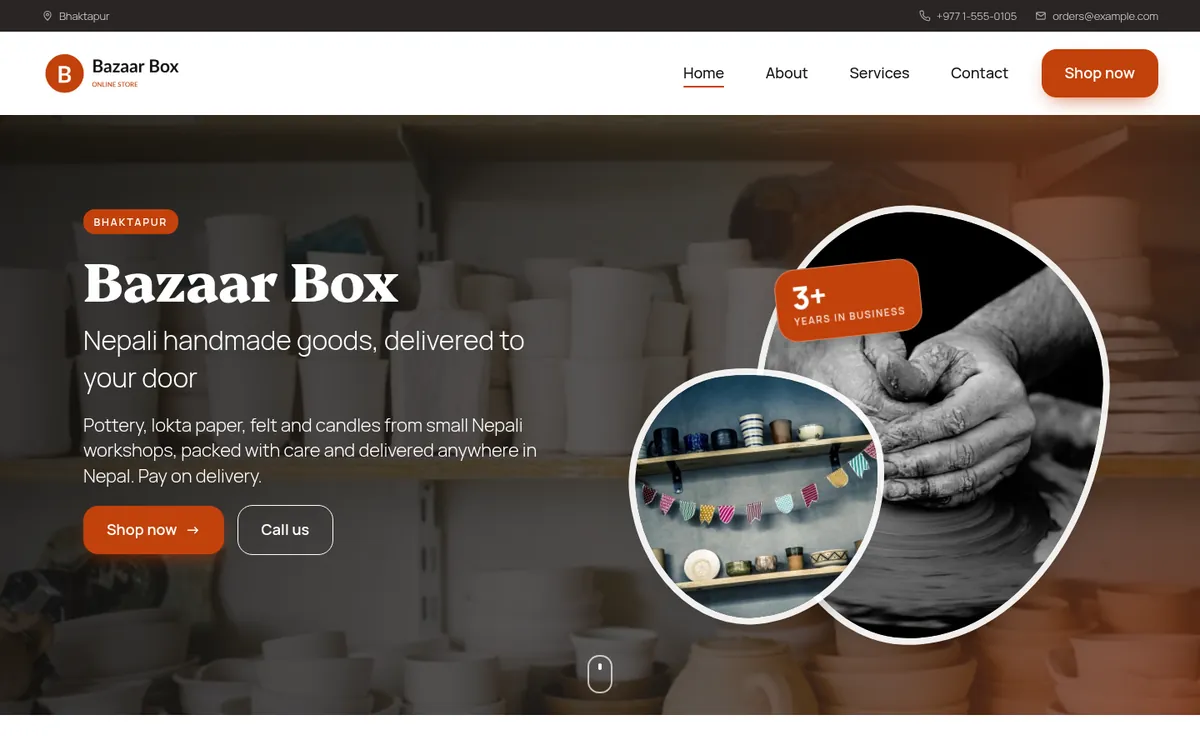 Bhaktapur
+977 1-555-0105
orders@example.com
B
Bazaar Box
ONLINE STORE
Home
About
Services
Contact
Shop now
BHAKTAPUR
Bazaar Box
Nepali handmade goods, delivered to
your door
Pottery, lokta paper, felt and candles from small Nepali
workshops, packed with care and delivered anywhere in
Nepal. Pay on delivery.
Shop now →
Call us
3+
YEARS IN BUSINESS